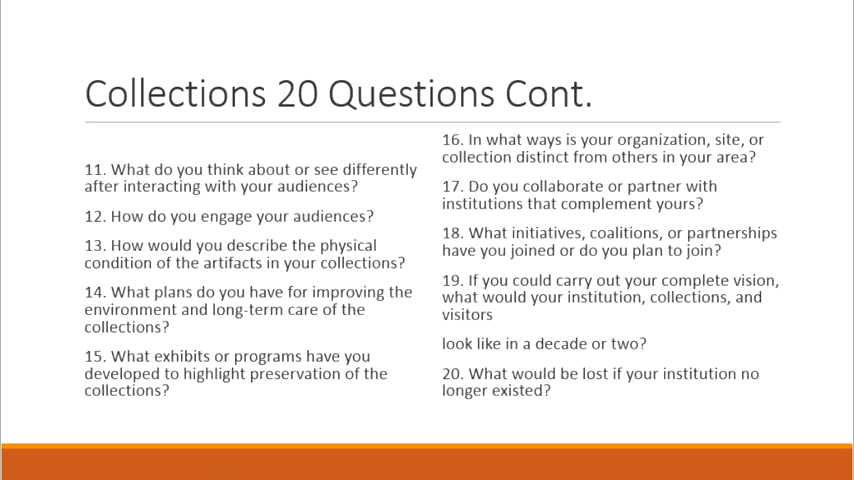 Collections 20 Questions Cont.
11. What do you think about or see differently
after interacting with your audiences?
12. How do you engage your audiences?
13. How would you describe the physical
condition of the artifacts in your collections?
14. What plans do you have for improving the
environment and long-term care of the
collections?
15. What exhibits or programs have you
developed to highlight preservation of the
collections?
16. In what ways is your organization, site, or
collection distinct from others in your area?
17. Do you collaborate or partner with
institutions that complement yours?
18. What initiatives, coalitions, or partnerships
have you joined or do you plan to join?
19. If you could carry out your complete vision,
what would your institution, collections, and
visitors
look like in a decade or two?
20. What would be lost if your institution no
longer existed?